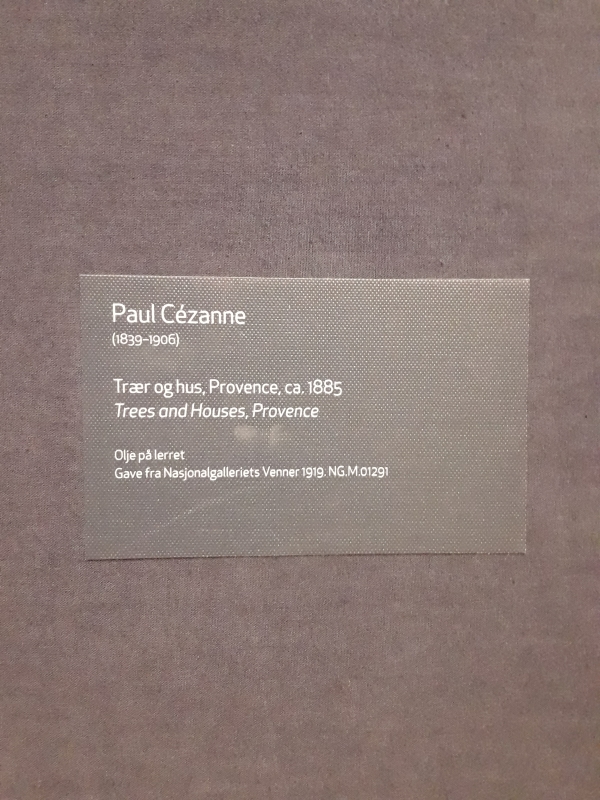 Paul Cézanne
(1839–1906)
Trær og hus, Provence, ca. 1885
Trees and Houses, Provence
Olje på lerret
Gave fra Nasjonalgalleriets Venner 1919. NG.M.01291